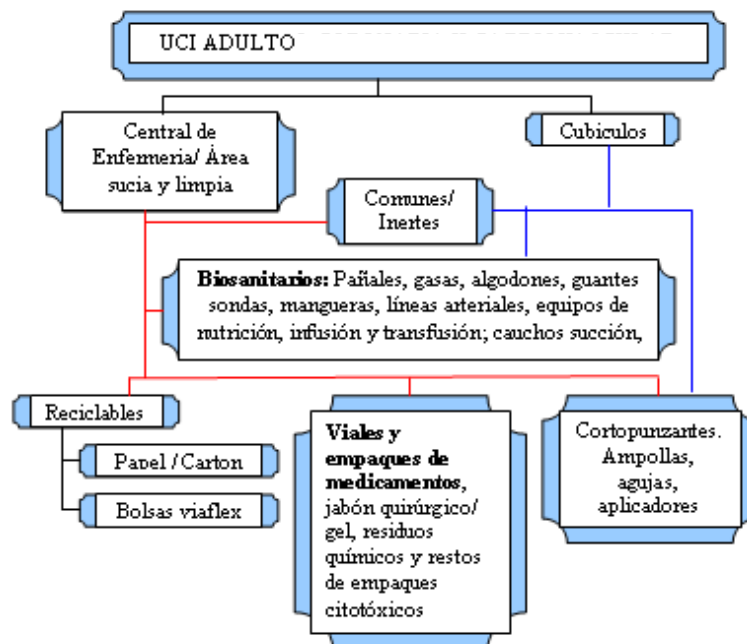 UCI ADULTO
Central de
Enfermeria/ Área
sucia y limpia
Cubiculos
Comunes/
Inertes
Biosanitarios: Pañales, gasas, algodones, guantes
sondas, mangueras, líneas arteriales, equipos de
nutrición, infusión y transfusión; cauchos succión,
Reciclables
Papel / Carton
Bolsas viaflex
Viales y
empaques de
medicamentos,
jabón quirúrgico/
gel, residuos
químicos y restos
de empaques
citotóxicos
Cortopunzantes.
Ampollas,
agujas,
aplicadores